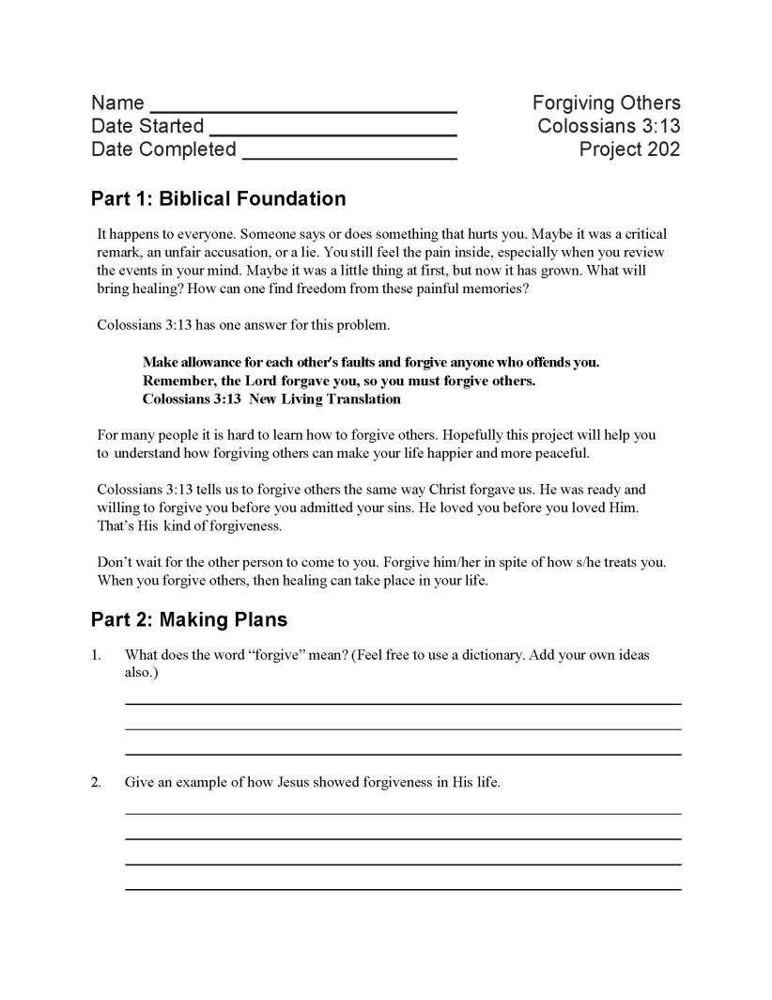 Name
Forgiving Others
Date Started
Colossians 3:13
Date Completed
Project 202
Part 1: Biblical Foundation
It happens to everyone. Someone says or does something that hurts you. Maybe it was a critical
remark, an unfair accusation, or a lie. You still feel the pain inside, especially when you review
the events in your mind. Maybe it was a little thing at first, but now it has grown. What will
bring healing? How can one find freedom from these painful memories?
Colossians 3:13 has one answer for this problem.
Make allowance for each other's faults and forgive anyone who offends you.
Remember, the Lord forgave you, so you must forgive others.
Colossians 3:13 New Living Translation
For many people it is hard to learn how to forgive others. Hopefully this project will help you
to understand how forgiving others can make your life happier and more peaceful.
Colossians 3:13 tells us to forgive others the same way Christ forgave us. He was ready and
willing to forgive you before you admitted your sins. He loved you before you loved Him.
That’s His kind of forgiveness.
Don’t wait for the other person to come to you. Forgive him/her in spite of how s/he treats you.
When you forgive others, then healing can take place in your life.
Part 2: Making Plans
1. What does the word “forgive” mean? (Feel free to use a dictionary. Add your own ideas
also.)
2. Give an example of how Jesus showed forgiveness in His life.